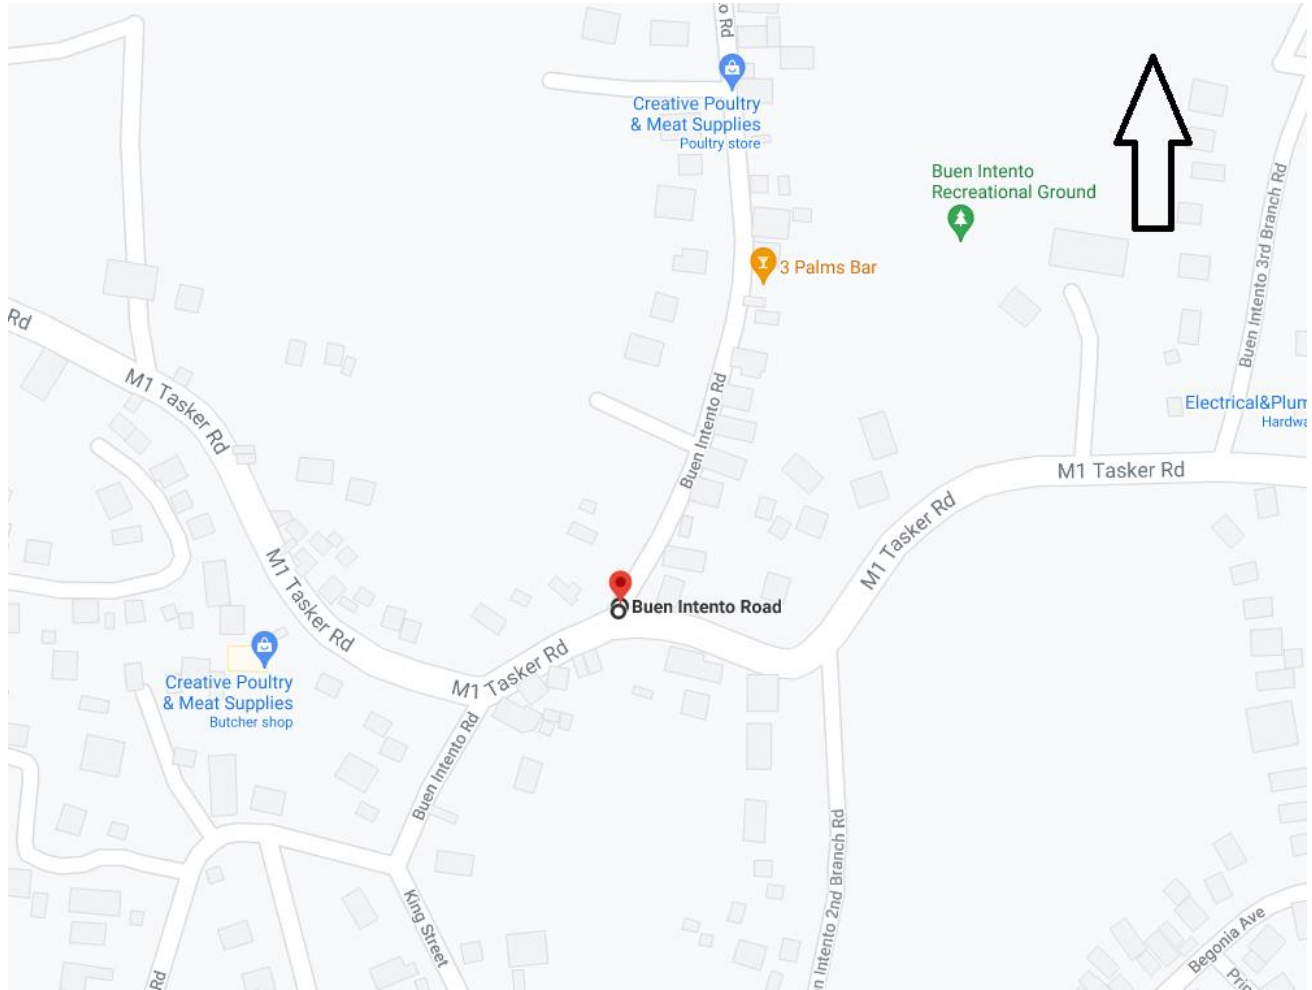 o Rd
Creative Poultry
& Meat Supplies
Poultry store
Buen Intento
Recreational Ground
Buen Intento 3rd Branch Rd
3 Palms Bar
Rd
M1 Tasker Rd
Buen Intento Rd
Electrical&Plum
Hardwa
M1 Tasker Rd
M1 Tasker Rd
M1 Tasker Rd
Buen Intento Road
M1 Tasker Rd
Creative Poultry
& Meat Supplies
Butcher shop
Buen Intento Rd
n Intento 2nd Branch Rd
King Street
Begonia Ave
Prin
Rd